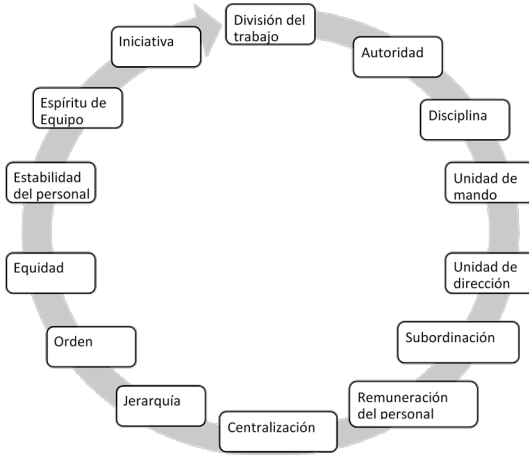 División del
trabajo
Autoridad
Disciplina
Unidad de
mando
Unidad de
dirección
Subordinación
Remuneración
del personal
Centralización
Jerarquía
Orden
Equidad
Estabilidad
del personal
Espíritu de
Equipo
Iniciativa